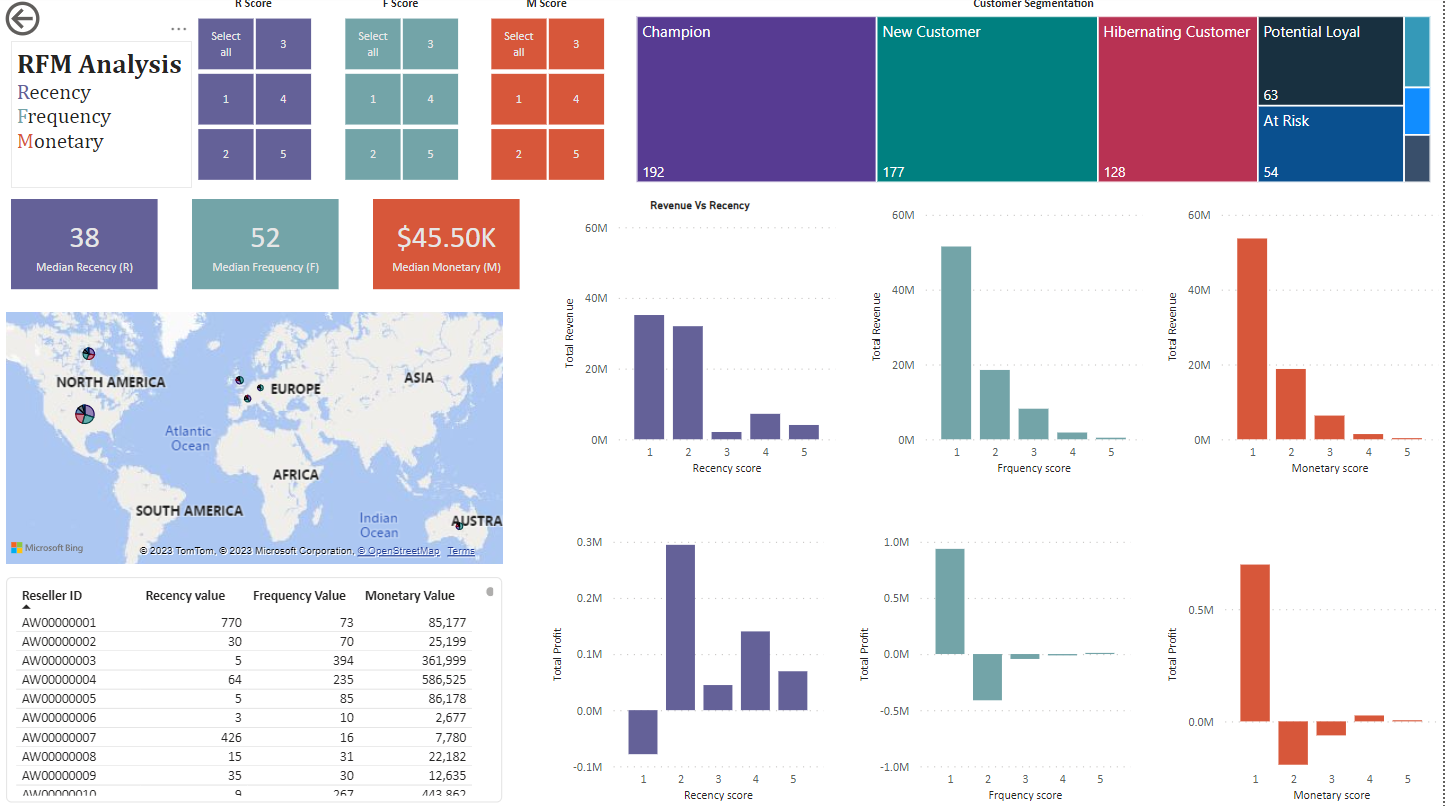 R Score
F Score
M Score
Customer Segmentation
...
Select all
3
1
4
2
5
Select all
3
1
4
2
5
Select all
3
1
4
2
5
RFM Analysis
Recency
Frequency
Monetary
Champion
192
New Customer
177
Hibernating Customer
128
Potential Loyal
63
At Risk
54
38
Median Recency (R)
52
Median Frequency (F)
$45.50K
Median Monetary (M)
Revenue Vs Recency
Total Revenue
60M
40M
20M
0M
1 2 3 4 5
Recency score
Total Revenue
60M
40M
20M
0M
1 2 3 4 5
Frquency score
Total Revenue
60M
40M
20M
0M
1 2 3 4 5
Monetary score
NORTH AMERICA
EUROPE
ASIA
Atlantic
Ocean
AFRICA
SOUTH AMERICA
Indian
Ocean
AUSTRA
Microsoft Bing
© 2023 TomTom, © 2023 Microsoft Corporation, © OpenStreetMap Terms
Reseller ID Recency value Frequency Value Monetary Value
AW00000001 770 73 85,177
AW00000002 30 70 25,199
AW00000003 5 394 361,999
AW00000004 64 235 586,525
AW00000005 5 85 86,178
AW00000006 3 10 2,677
AW00000007 426 16 7,780
AW00000008 15 31 22,182
AW00000009 35 30 12,635
AW00000010 9 267 443,862
Total Profit
0.3M
0.2M
0.1M
0.0M
-0.1M
1 2 3 4 5
Recency score
Total Profit
1.0M
0.5M
0.0M
-0.5M
-1.0M
1 2 3 4 5
Frquency score
Total Profit
0.5M
0.0M
1 2 3 4 5
Monetary score